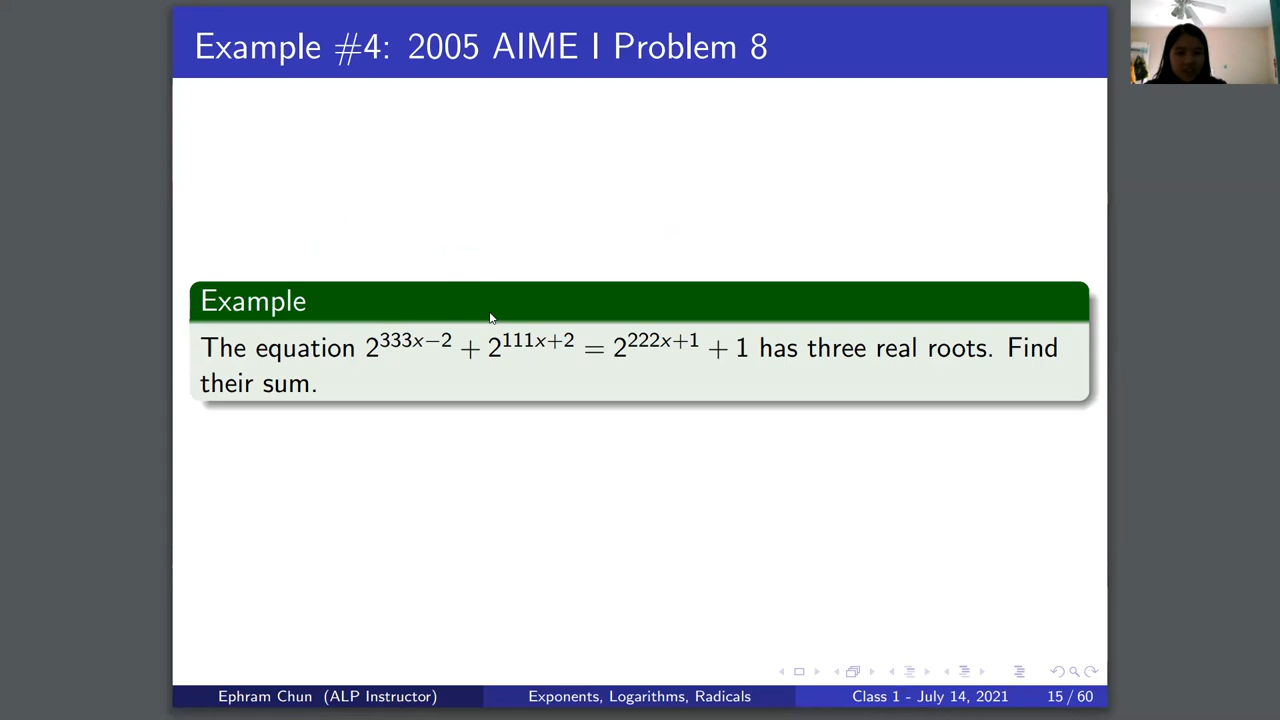 Example #4: 2005 AIME I Problem 8
Example
The equation 2^{333x−2} + 2^{111x+2} = 2^{222x+1} + 1 has three real roots. Find
their sum.
Ephram Chun (ALP Instructor) Exponents, Logarithms, Radicals Class 1 - July 14, 2021 15 / 60